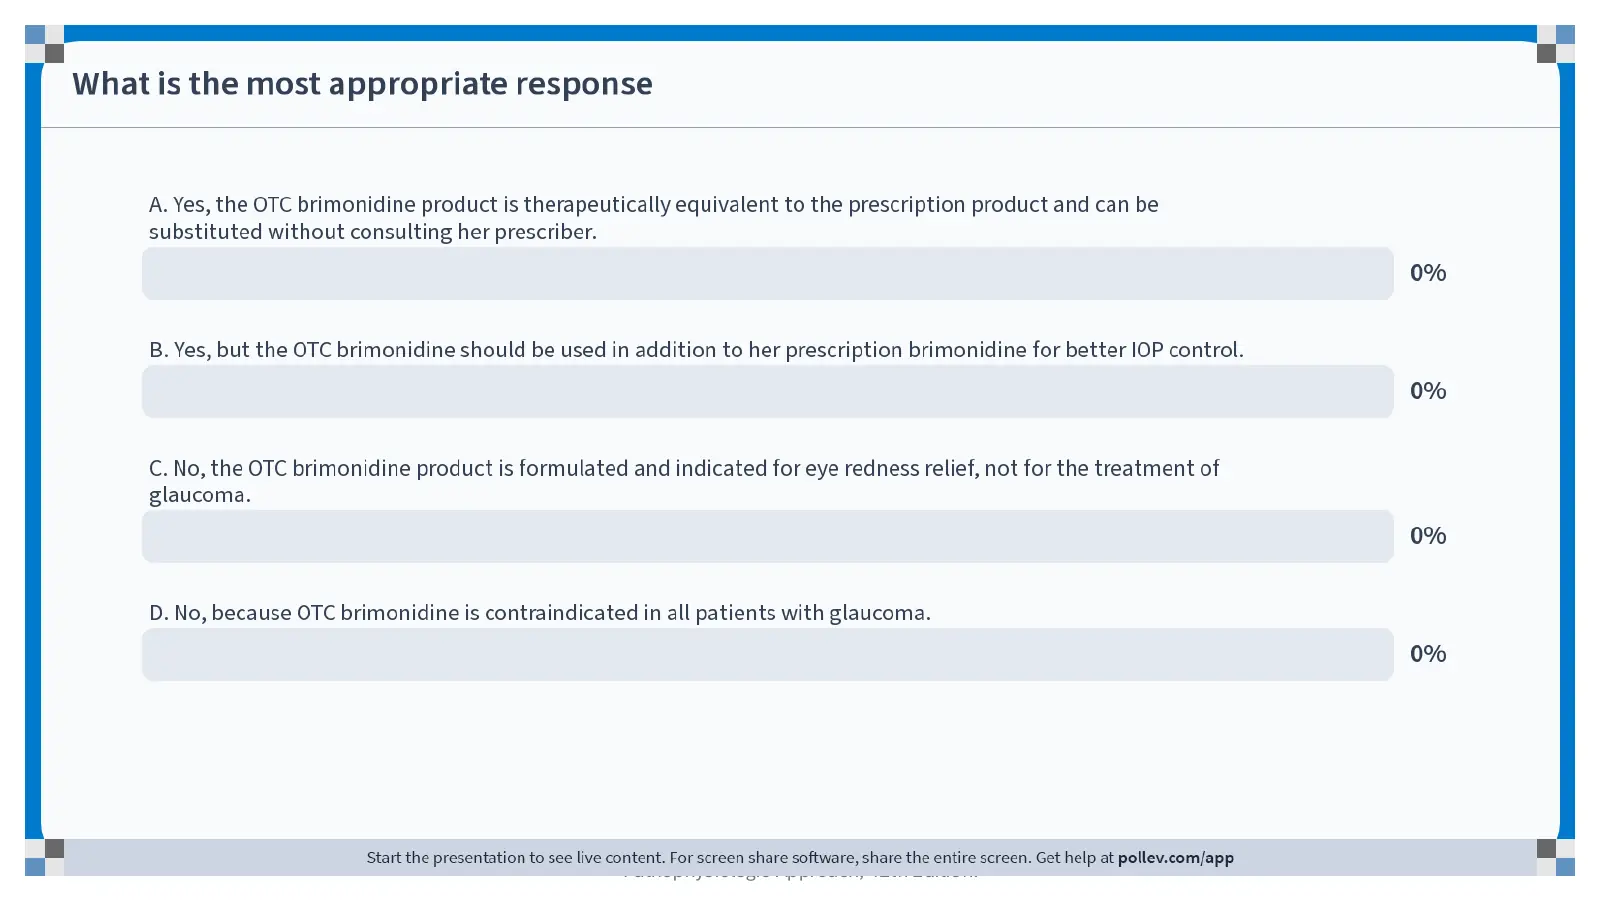 What is the most appropriate response
A. Yes, the OTC brimonidine product is therapeutically equivalent to the prescription product and can be
substituted without consulting her prescriber.
0%
B. Yes, but the OTC brimonidine should be used in addition to her prescription brimonidine for better IOP control.
0%
C. No, the OTC brimonidine product is formulated and indicated for eye redness relief, not for the treatment of
glaucoma.
0%
D. No, because OTC brimonidine is contraindicated in all patients with glaucoma.
0%
Start the presentation to see live content. For screen share software, share the entire screen. Get help at pollev.com/app
Approach, 12th Edition.